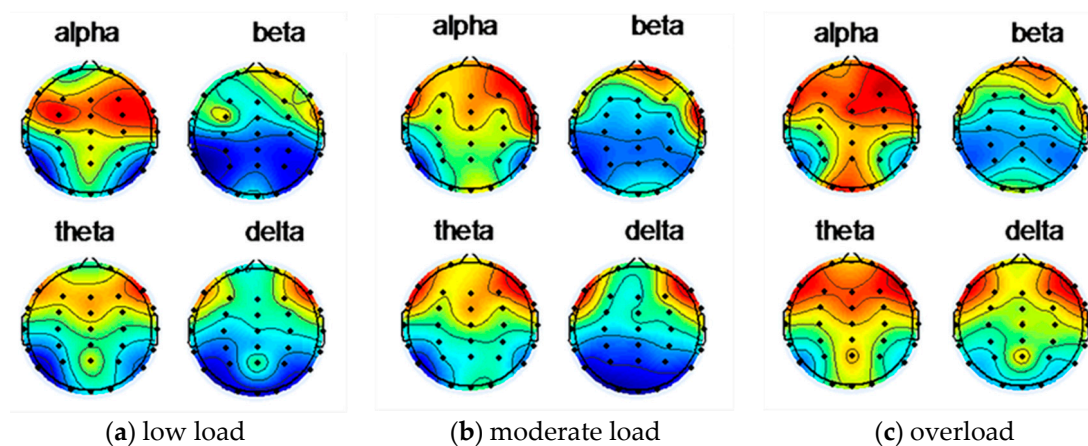 alpha beta alpha beta alpha beta
theta delta theta delta theta delta
(a) low load (b) moderate load (c) overload